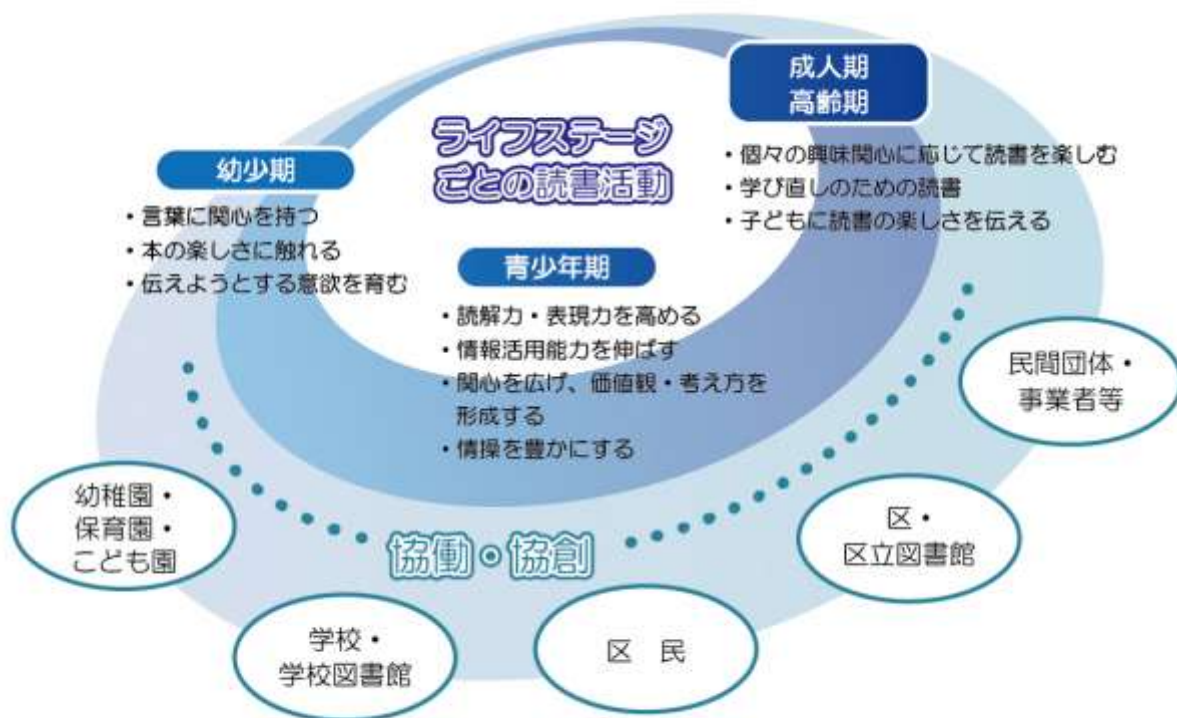 ライフステージ
ごとの読書活動
幼少期
・言葉に関心を持つ
・本の楽しさに触れる
・伝えようとする意欲を育む
青少年期
・読解力・表現力を高める
・情報活用能力を伸ばす
・関心を広げ、価値観・考え方を
形成する
・情操を豊かにする
成人期
高齢期
・個々の興味関心に応じて読書を楽しむ
・学び直しのための読書
・子どもに読書の楽しさを伝える
協働・協創
幼稚園・
保育園・
こども園
学校・
学校図書館
区　民
区・
区立図書館
民間団体・
事業者等